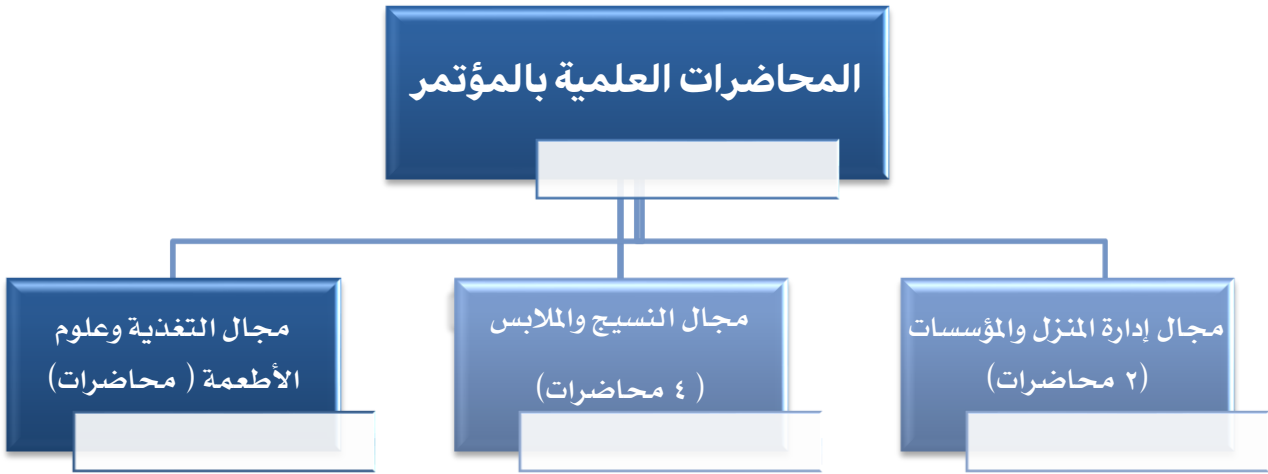 المحاضرات العلمية بالمؤتمر
مجال إدارة المنزل والمؤسسات
(٢ محاضرات)
مجال النسيج والملابس
( ٤ محاضرات)
مجال التغذية وعلوم
الأطعمة ( محاضرات)